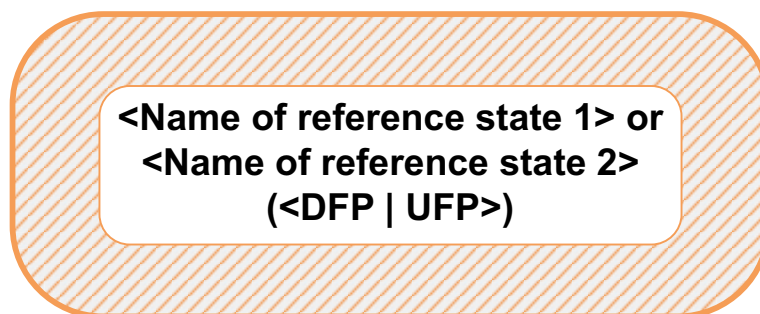 <Name of reference state 1> or
<Name of reference state 2>
(<DFP | UFP>)